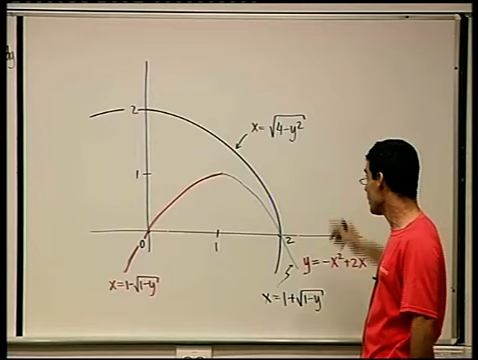 2
x=√4-y²
1
0
1
2
y=-x²+2x
x=1-√1-y
x=1+√1-y